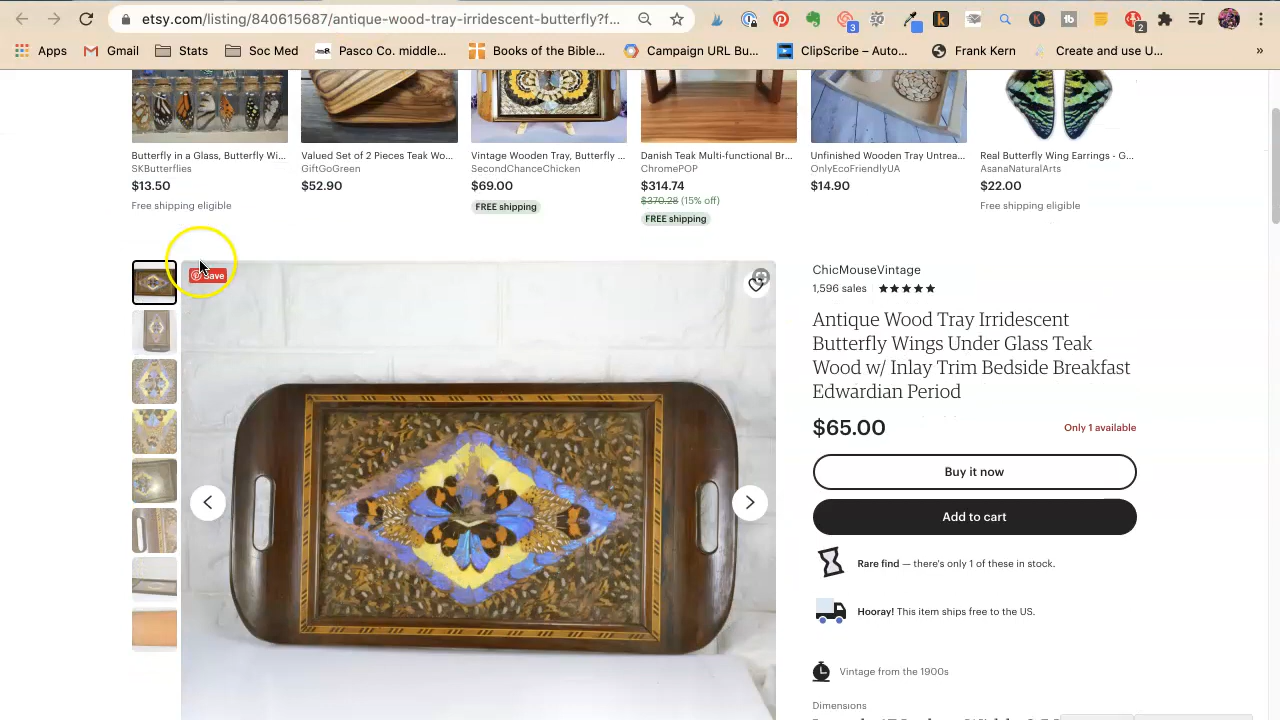 etsy.com/listing/840615687/antique-wood-tray-irridescent-butterfly?f...
3
2
Apps
Gmail
Stats
Soc Med
Pasco Co. middle...
Books of the Bible...
Campaign URL Bu...
ClipScribe – Auto...
Frank Kern
Create and use U...
»
Butterfly in a Glass, Butterfly Wi...
SKButterflies
$13.50
Free shipping eligible
Valued Set of 2 Pieces Teak Wo...
GiftGoGreen
$52.90
Vintage Wooden Tray, Butterfly ...
SecondChanceChicken
$69.00
FREE shipping
Danish Teak Multi-functional Br...
ChromePOP
$314.74
$370.28 (15% off)
FREE shipping
Unfinished Wooden Tray Untrea...
OnlyEcoFriendlyUA
$14.90
Real Butterfly Wing Earrings - G...
AsanaNaturalArts
$22.00
Free shipping eligible
Save
ChicMouseVintage
1,596 sales ★★★★★
Antique Wood Tray Irridescent
Butterfly Wings Under Glass Teak
Wood w/ Inlay Trim Bedside Breakfast
Edwardian Period
$65.00
Only 1 available
Buy it now
Add to cart
Rare find — there's only 1 of these in stock.
Hooray! This item ships free to the US.
Vintage from the 1900s
Dimensions